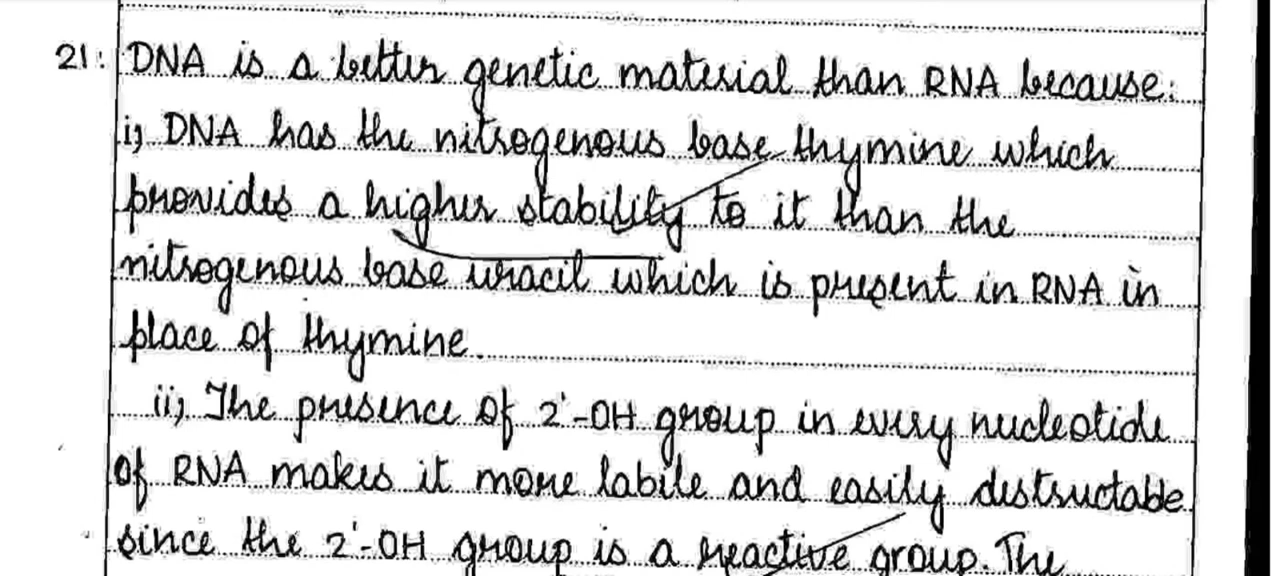 21: DNA is a better genetic material than RNA because:
i) DNA has the nitrogenous base thymine which
provides a higher stability to it than the
nitrogenous base uracil which is present in RNA in
place of thymine.
ii) The presence of 2'-OH group in every nucleotide
of RNA makes it more labile and easily destructable
since the 2'-OH group is a reactive group. The